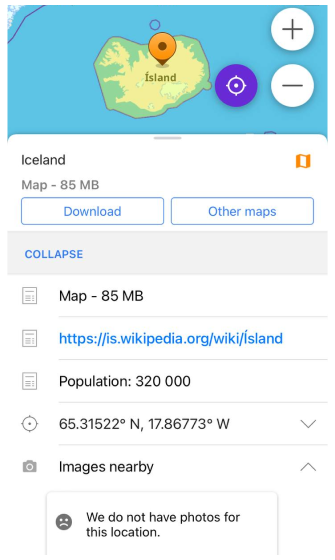 Ísland
Iceland
Map - 85 MB
Download
Other maps
COLLAPSE
Map - 85 MB
https://is.wikipedia.org/wiki/Ísland
Population: 320 000
65.31522° N, 17.86773° W
Images nearby
We do not have photos for
this location.